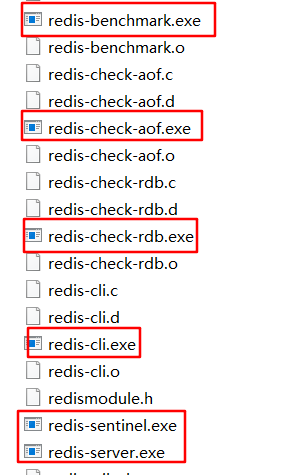 redis-benchmark.exe
redis-benchmark.o
redis-check-aof.c
redis-check-aof.d
redis-check-aof.exe
redis-check-aof.o
redis-check-rdb.c
redis-check-rdb.d
redis-check-rdb.exe
redis-check-rdb.o
redis-cli.c
redis-cli.d
redis-cli.exe
redis-cli.o
redismodule.h
redis-sentinel.exe
redis-server.exe